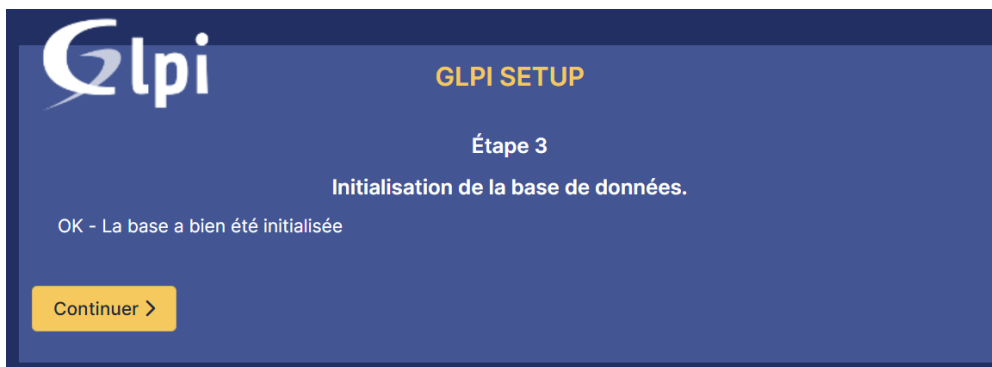 Glpi
GLPI SETUP
Étape 3
Initialisation de la base de données.
OK - La base a bien été initialisée
Continuer >